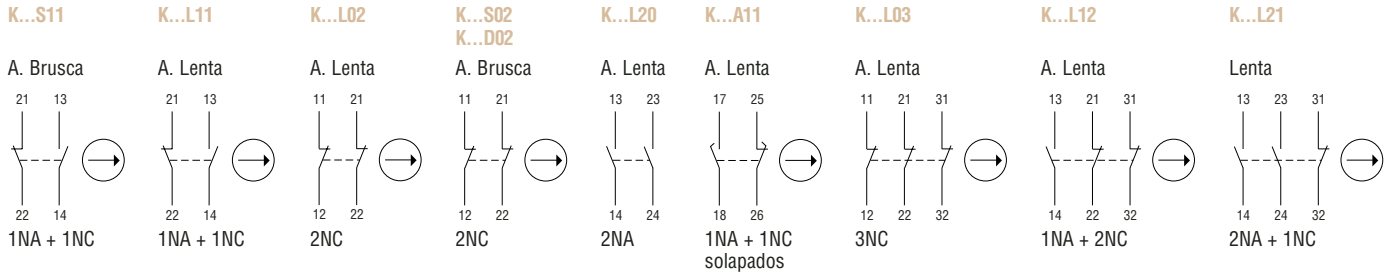 K...S11 K...L11 K...L02 K...S02 K...L20 K...A11 K...L03 K...L12 K...L21
K...D02
A. Brusca A. Lenta A. Lenta A. Brusca A. Lenta A. Lenta A. Lenta A. Lenta Lenta
21 13 21 13 11 21 11 21 13 23 17 25 11 21 31 13 21 31 13 23 31
22 14 22 14 12 22 12 22 14 24 18 26 12 22 32 14 22 32 14 24 32
1NA + 1NC 1NA + 1NC 2NC 2NC 2NA 1NA + 1NC 3NC 1NA + 2NC 2NA + 1NC
solapados